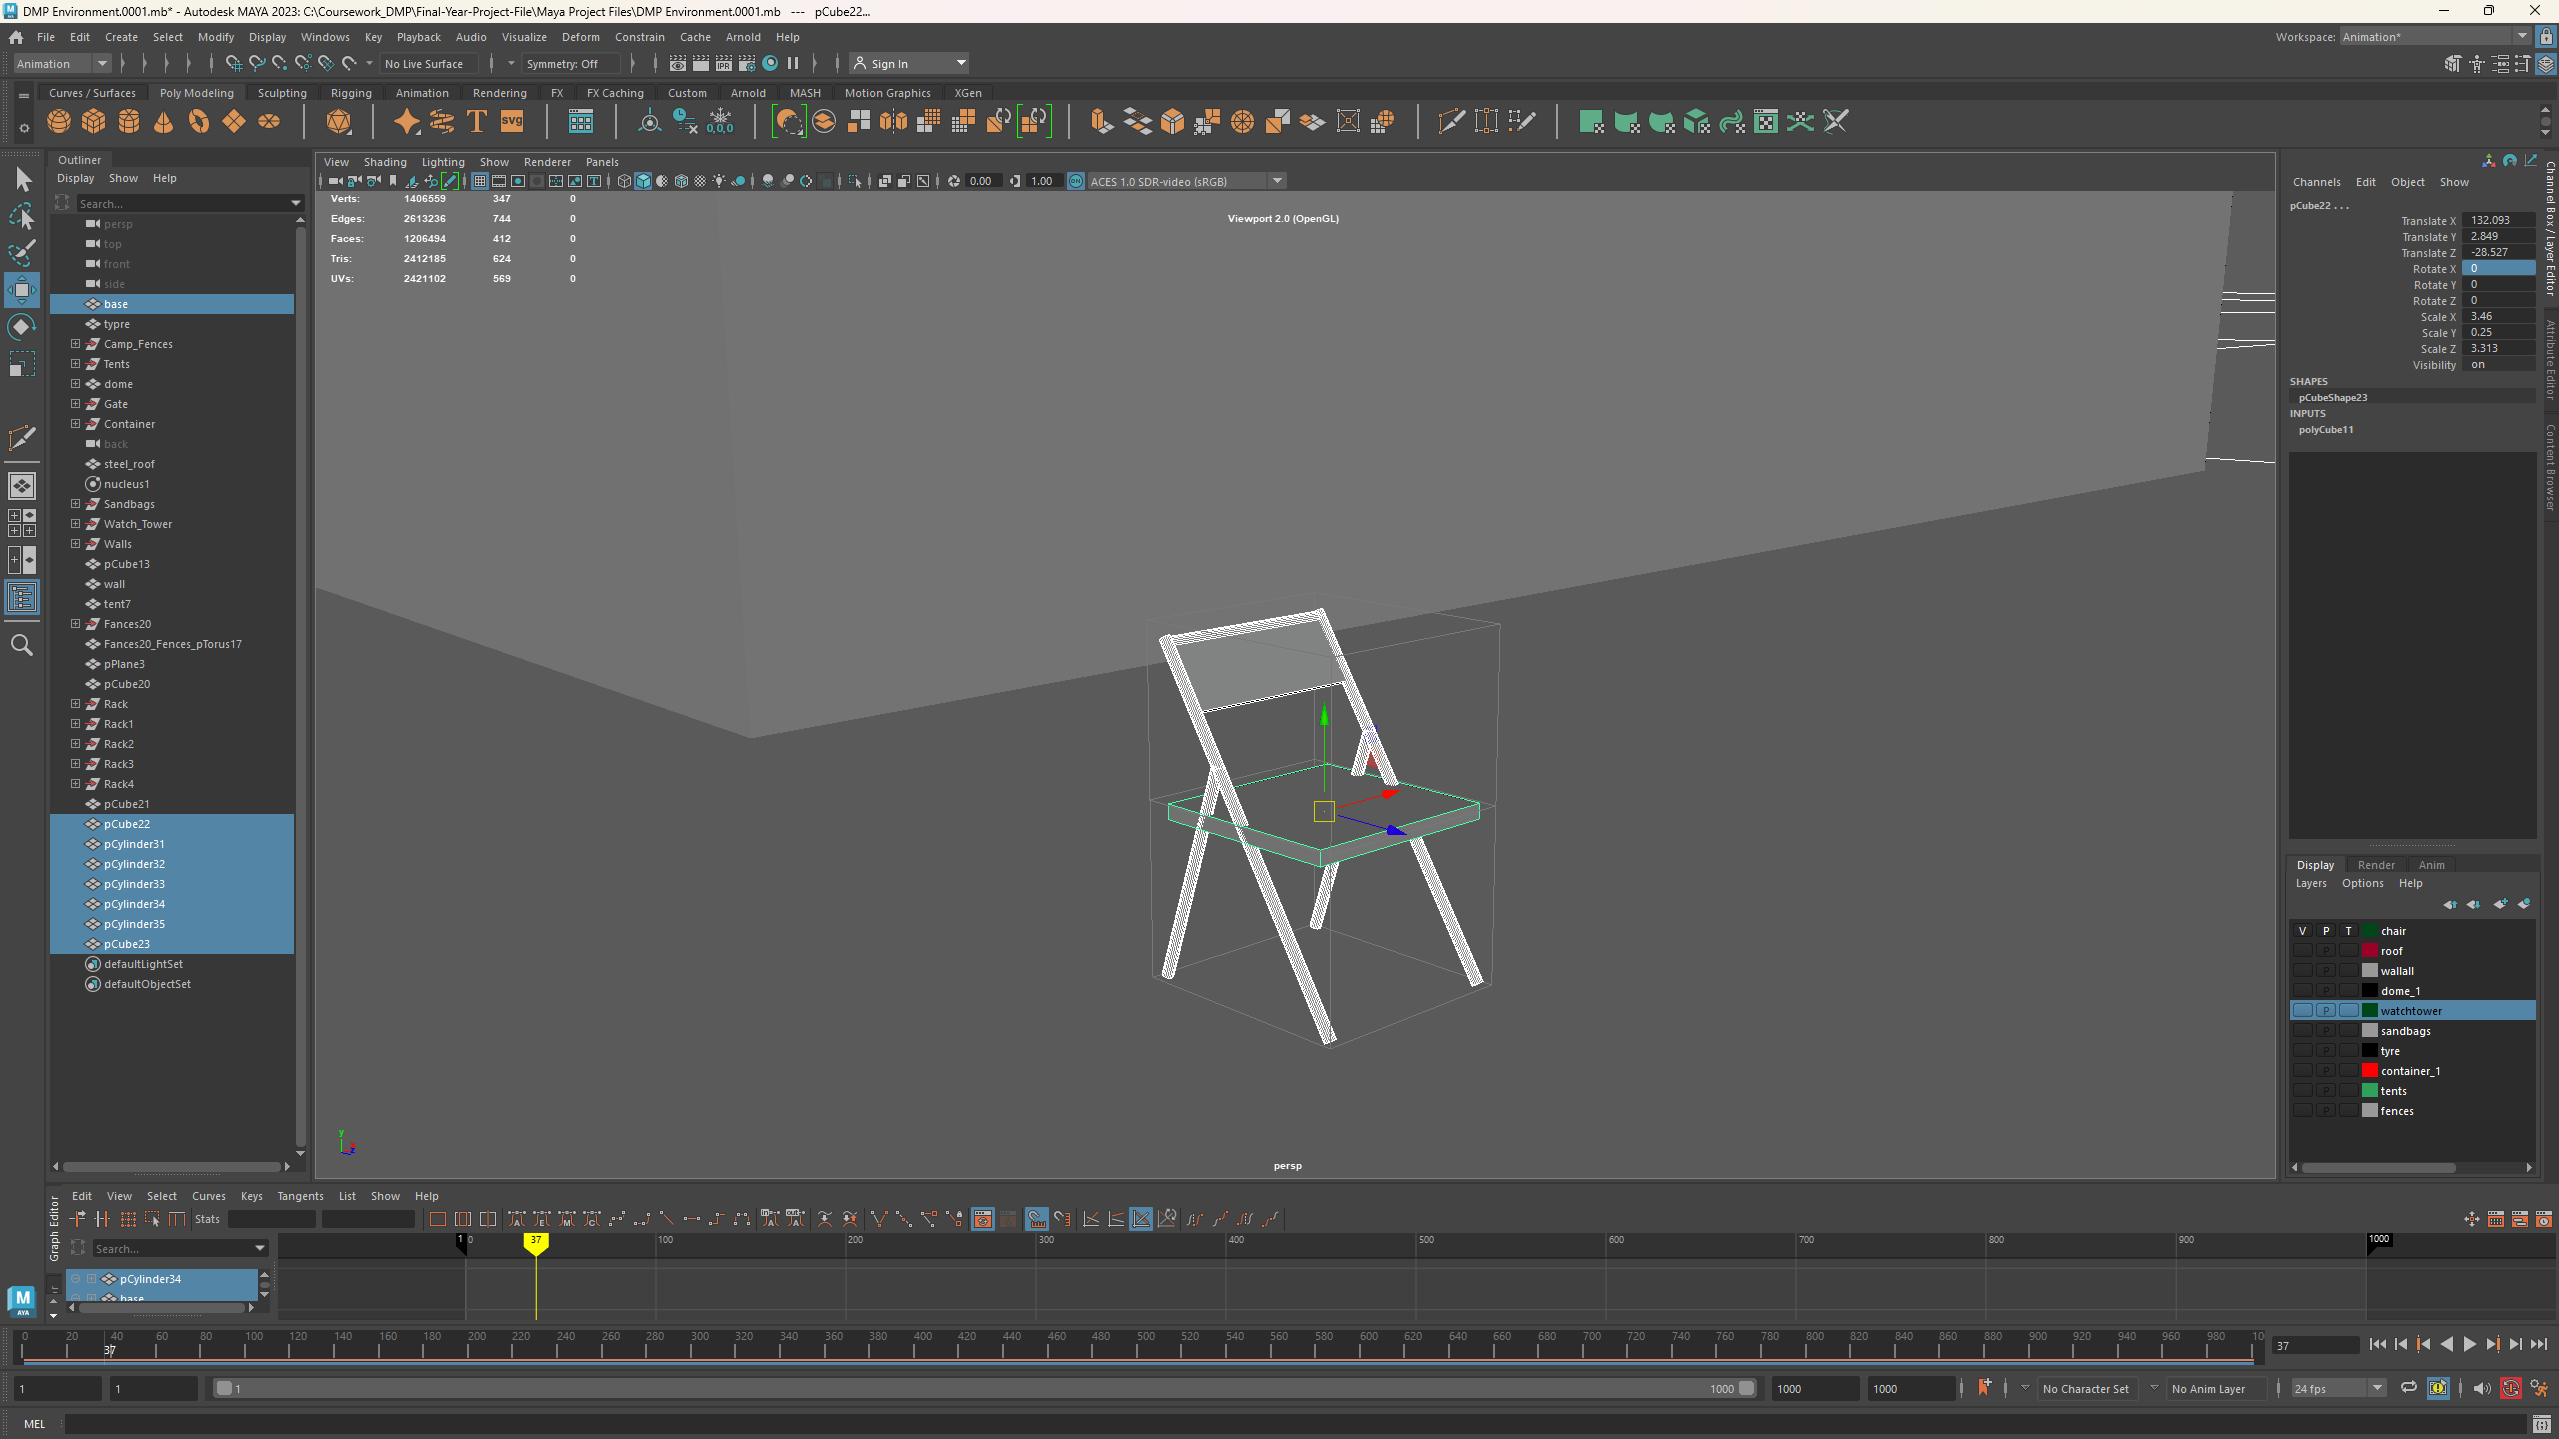 DMP Environment.0001.mb* - Autodesk MAYA 2023: C:\Coursework_DMP\Final-Year-Project-File\Maya Project Files\DMP Environment.0001.mb --- pCube22...
File Edit Create Select Modify Display Windows Key Playback Audio Visualize Deform Constrain Cache Arnold Help
Workspace: Animation*
Animation
No Live Surface
Symmetry: Off
Sign In
Curves / Surfaces Poly Modeling Sculpting Rigging Animation Rendering FX FX Caching Custom Arnold MASH Motion Graphics XGen
T
svg
0,0,0
IPR
Outliner
Display Show Help
Search...
persp
top
front
side
base
typre
Camp_Fences
Tents
dome
Gate
Container
back
steel_roof
nucleus1
Sandbags
Watch_Tower
Walls
pCube13
wall
tent7
Fances20
Fances20_Fences_pTorus17
pPlane3
pCube20
Rack
Rack1
Rack2
Rack3
Rack4
pCube21
pCube22
pCylinder31
pCylinder32
pCylinder33
pCylinder34
pCylinder35
pCube23
defaultLightSet
defaultObjectSet
View Shading Lighting Show Renderer Panels
0.00 1.00 ACES 1.0 SDR-video (sRGB)
Verts: 1406559 347 0
Edges: 2613236 744 0
Faces: 1206494 412 0
Tris: 2412185 624 0
UVs: 2421102 569 0
Viewport 2.0 (OpenGL)
y
z
persp
Channels Edit Object Show
pCube22 . . .
Translate X 132.093
Translate Y 2.849
Translate Z -28.527
Rotate X 0
Rotate Y 0
Rotate Z 0
Scale X 3.46
Scale Y 0.25
Scale Z 3.313
Visibility on
SHAPES
pCubeShape23
INPUTS
polyCube11
Channel Box / Layer Editor
Attribute Editor
Content Browser
Display Render Anim
Layers Options Help
V P T chair
P roof
P wallall
P dome_1
P watchtower
P sandbags
P tyre
P container_1
P tents
P fences
Graph Editor
Edit View Select Curves Keys Tangents List Show Help
Stats
Search...
pCylinder34
base
1 0 37 100 200 300 400 500 600 700 800 900 1000
M
AYA
0 20 40 60 80 100 120 140 160 180 200 220 240 260 280 300 320 340 360 380 400 420 440 460 480 500 520 540 560 580 600 620 640 660 680 700 720 740 760 780 800 820 840 860 880 900 920 940 960 980 10
37
37
1 1 1 1000 1000 1000 No Character Set No Anim Layer 24 fps
MEL